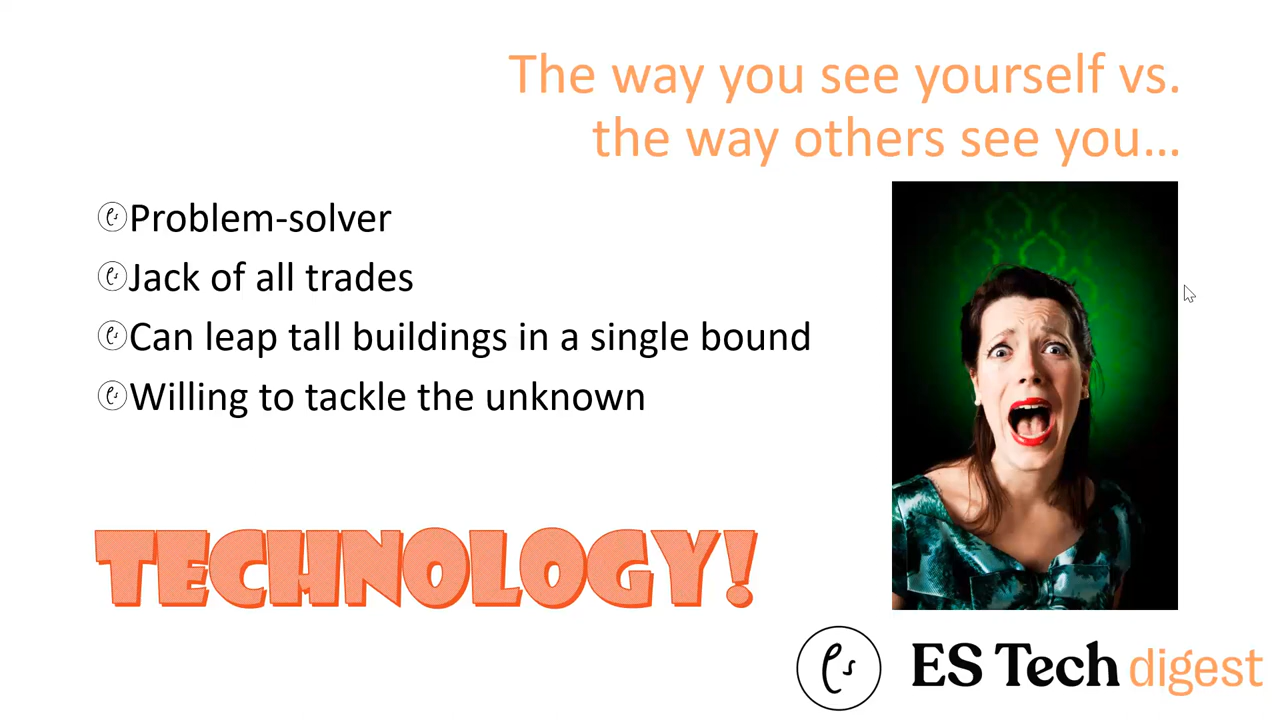 The way you see yourself vs.
the way others see you...
Problem-solver
Jack of all trades
Can leap tall buildings in a single bound
Willing to tackle the unknown
TECHNOLOGY!
es ES Tech digest